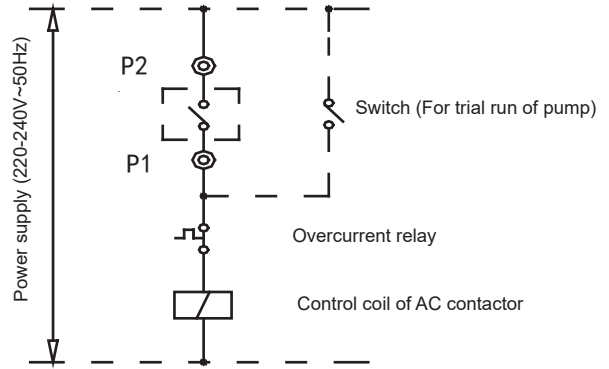 P2
Switch (For trial run of pump)
P1
Power supply (220-240V~50Hz)
Overcurrent relay
Control coil of AC contactor